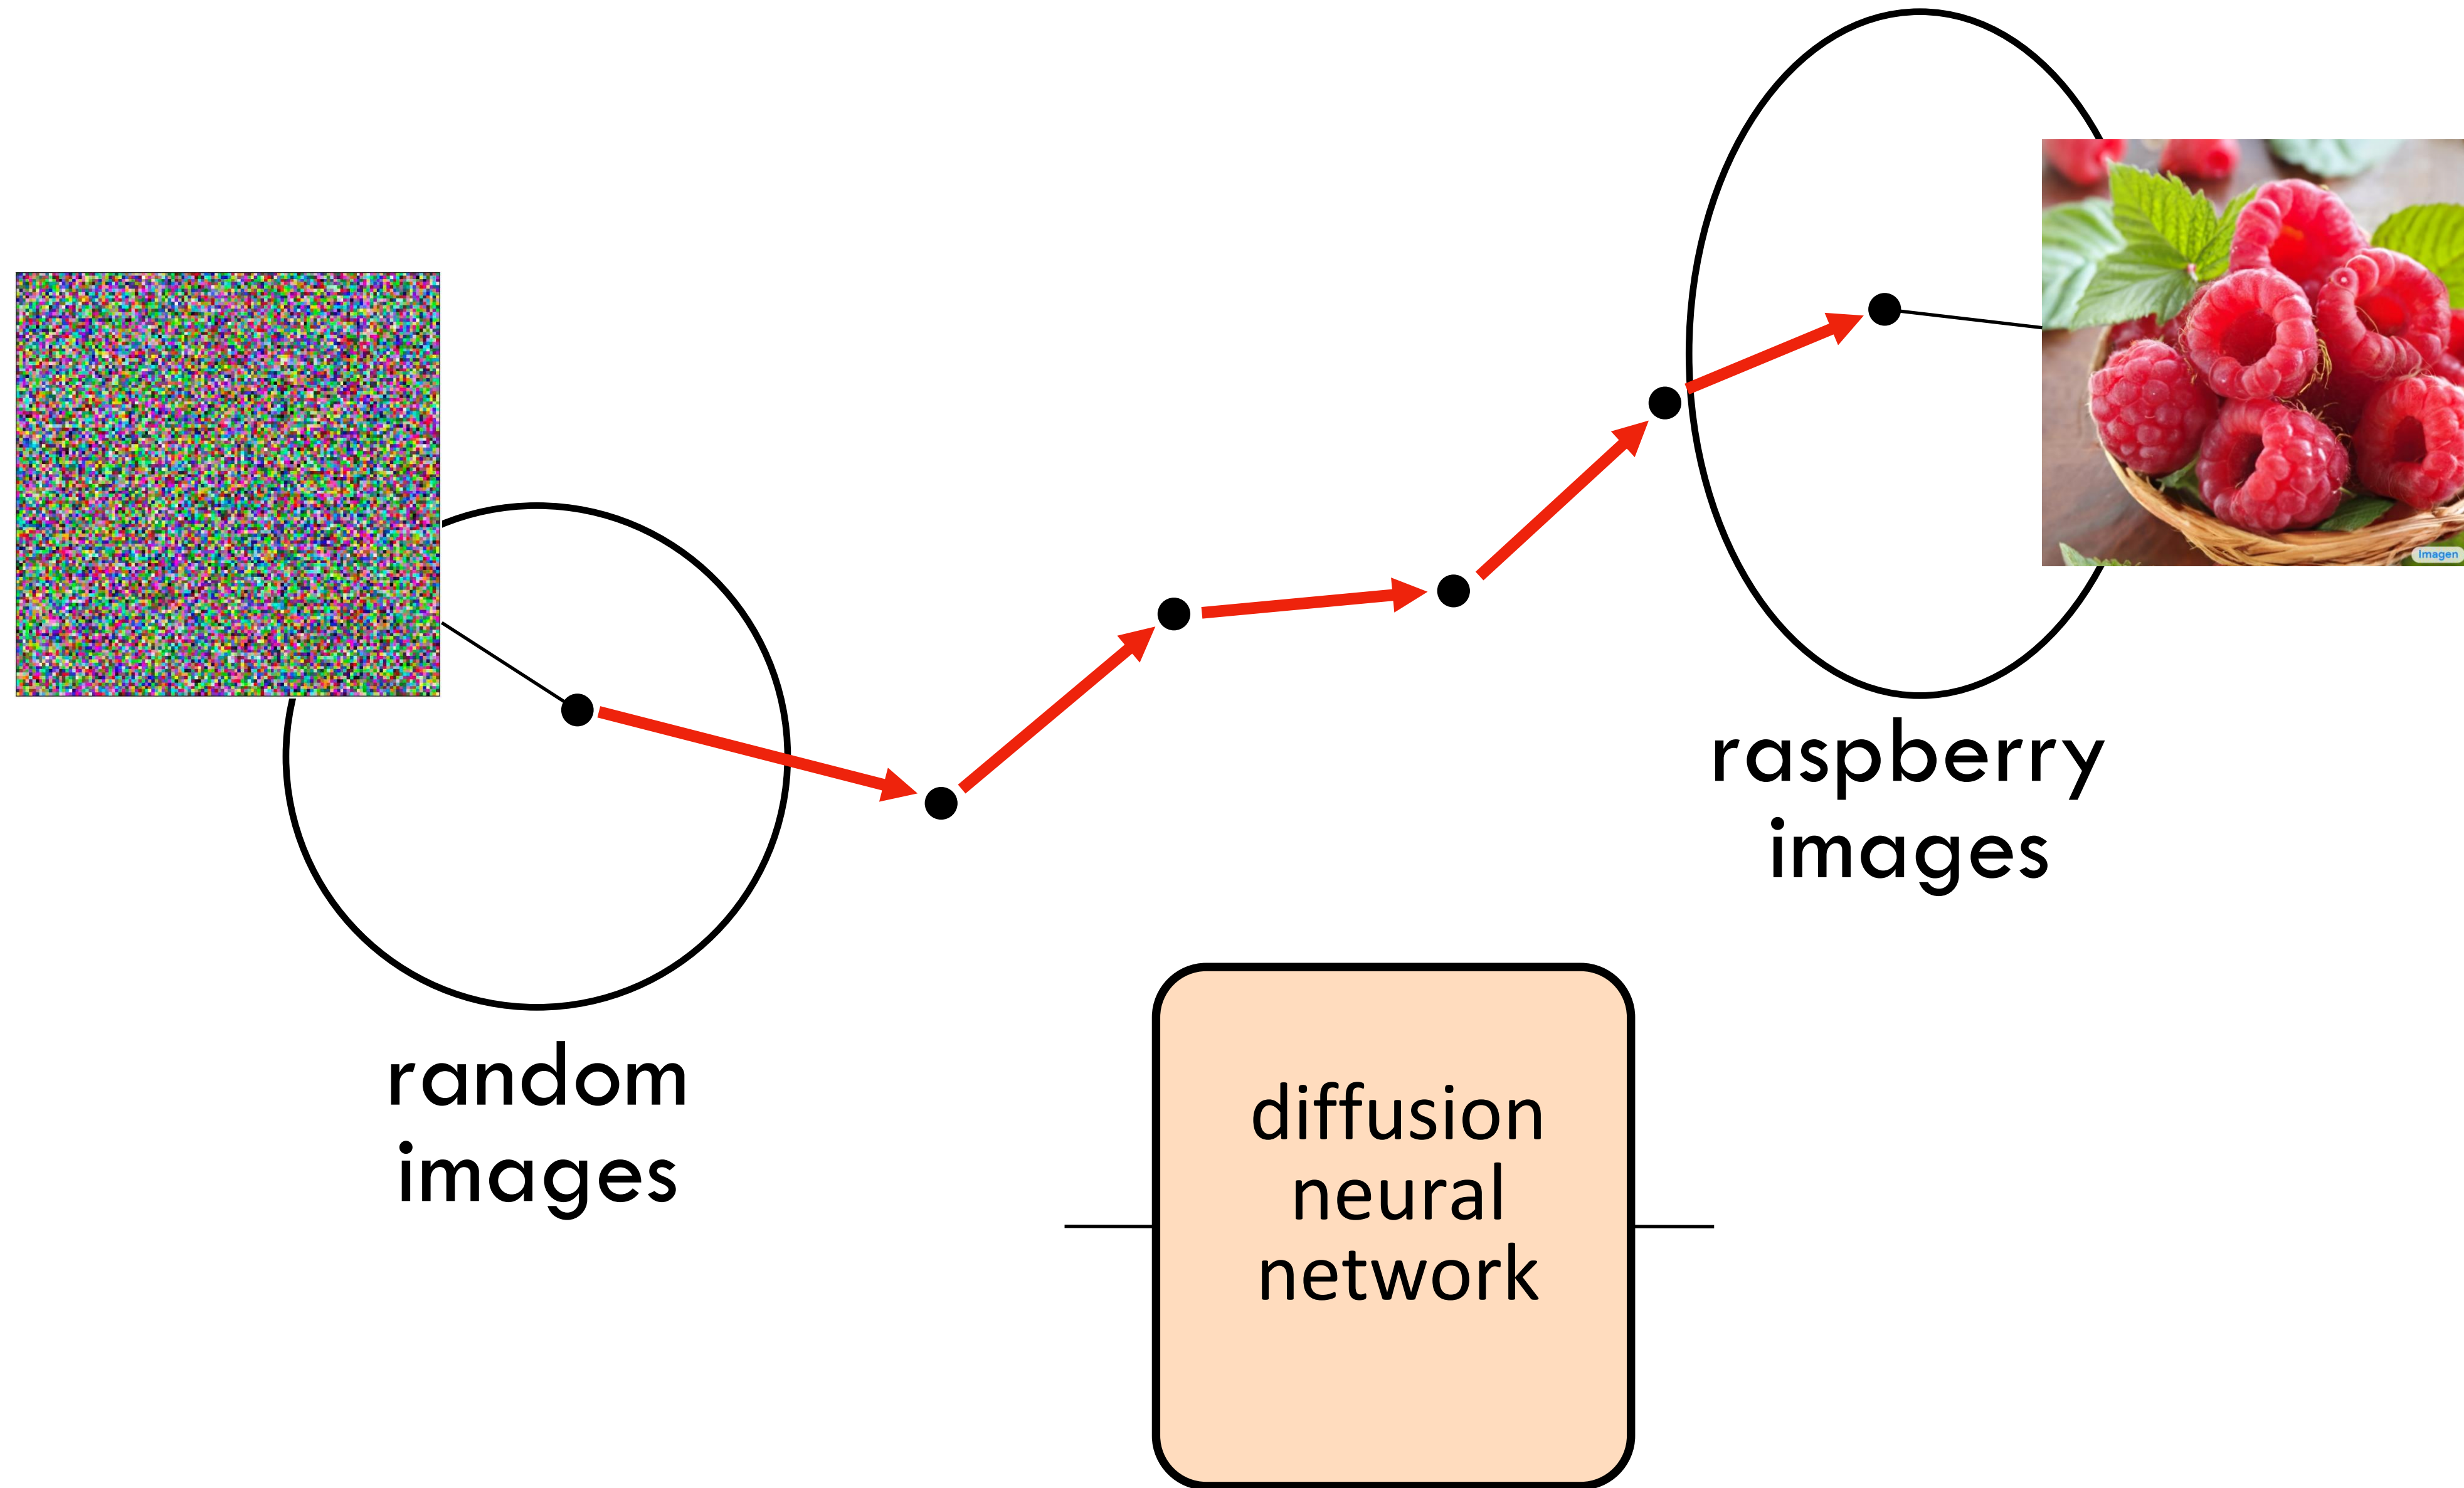 Imagen
raspberry
images
random
images
diffusion
neural
network